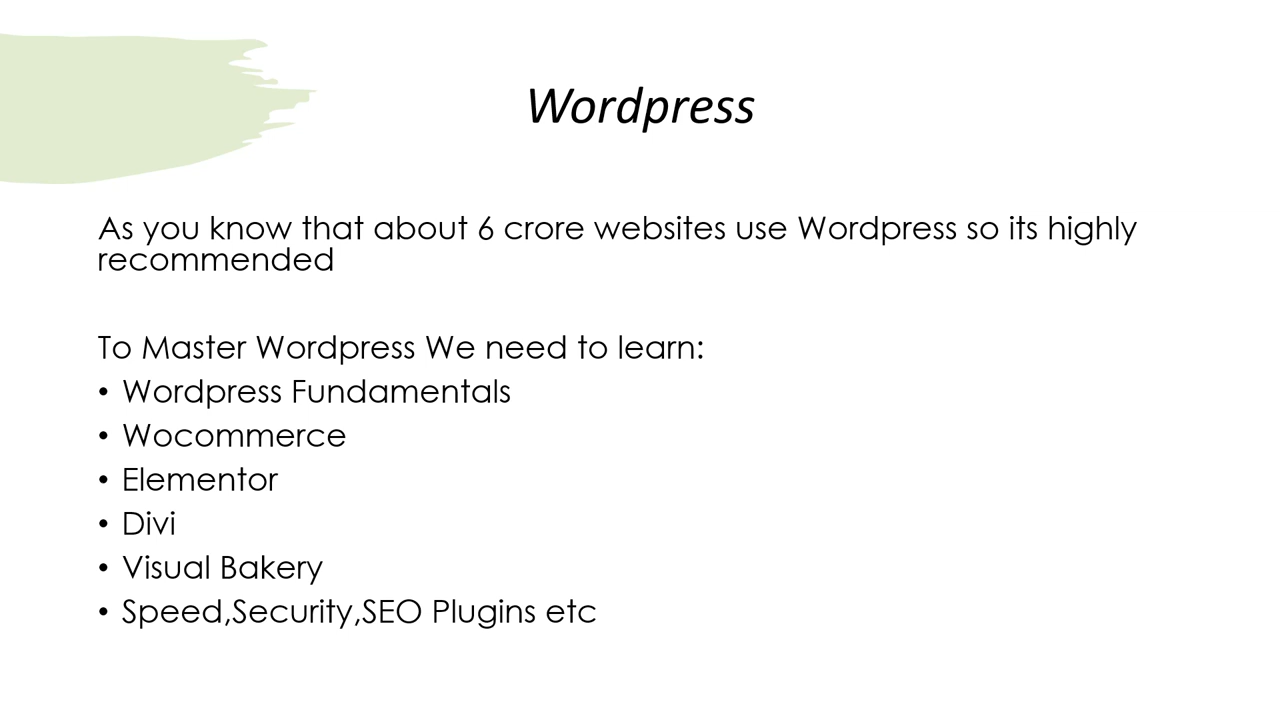 Wordpress
As you know that about 6 crore websites use Wordpress so its highly
recommended
To Master Wordpress We need to learn:
• Wordpress Fundamentals
• Wocommerce
• Elementor
• Divi
• Visual Bakery
• Speed,Security,SEO Plugins etc